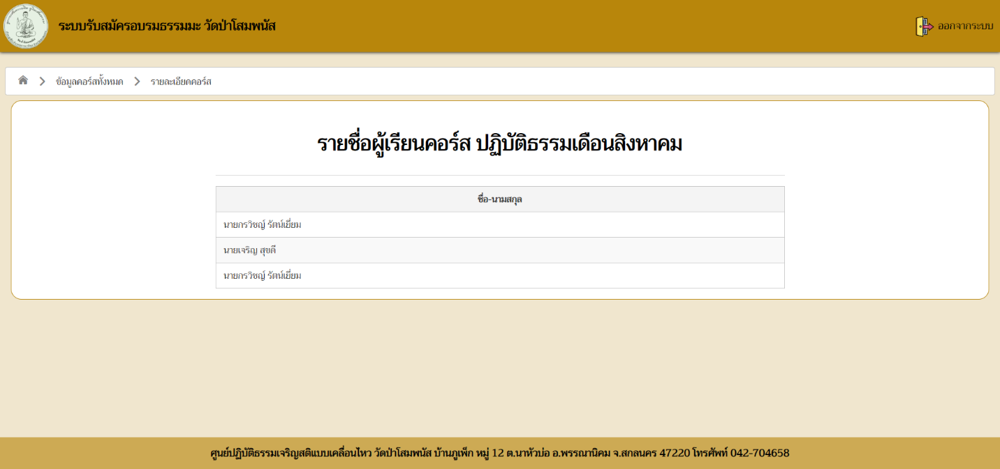 ระบบรับสมัครอบรมธรรมมะ วัดป่าโสมพนัส
ออกจากระบบ
ข้อมูลคอร์สทั้งหมด > รายละเอียดคอร์ส
รายชื่อผู้เรียนคอร์ส ปฏิบัติธรรมเดือนสิงหาคม
ชื่อ-นามสกุล
นายกรวิชญ์ รัตน์เยี่ยม
นายเจริญ สุขดี
นายกรวิชญ์ รัตน์เยี่ยม
ศูนย์ปฏิบัติธรรมเจริญสติแบบเคลื่อนไหว วัดป่าโสมพนัส บ้านภูเพ็ก หมู่ 12 ต.นาหัวบ่อ อ.พรรณานิคม จ.สกลนคร 47220 โทรศัพท์ 042-704658